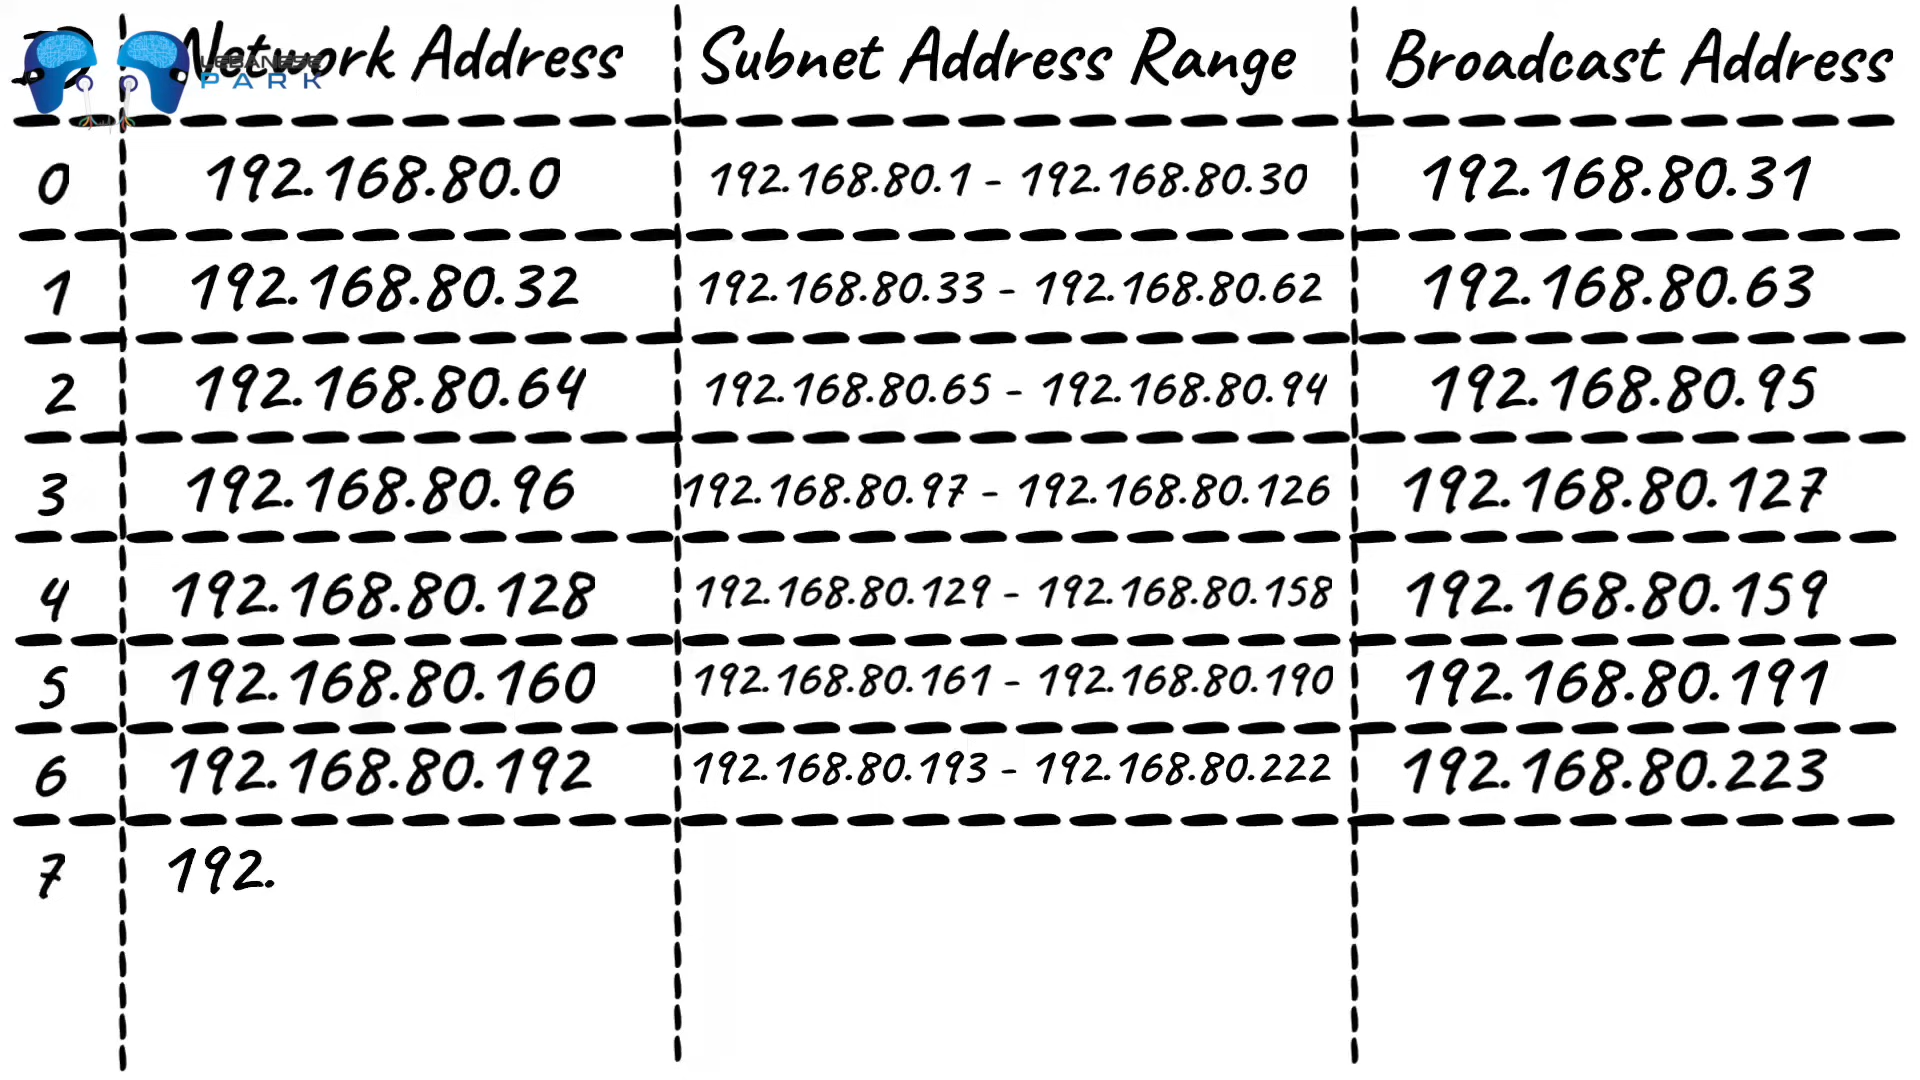 Network Address Subnet Address Range Broadcast Address
PARK
0 192.168.80.0 192.168.80.1 - 192.168.80.30 192.168.80.31
1 192.168.80.32 192.168.80.33 - 192.168.80.62 192.168.80.63
2 192.168.80.64 192.168.80.65 - 192.168.80.94 192.168.80.95
3 192.168.80.96 192.168.80.97 - 192.168.80.126 192.168.80.127
4 192.168.80.128 192.168.80.129 - 192.168.80.158 192.168.80.159
5 192.168.80.160 192.168.80.161 - 192.168.80.190 192.168.80.191
6 192.168.80.192 192.168.80.193 - 192.168.80.222 192.168.80.223
7 192.